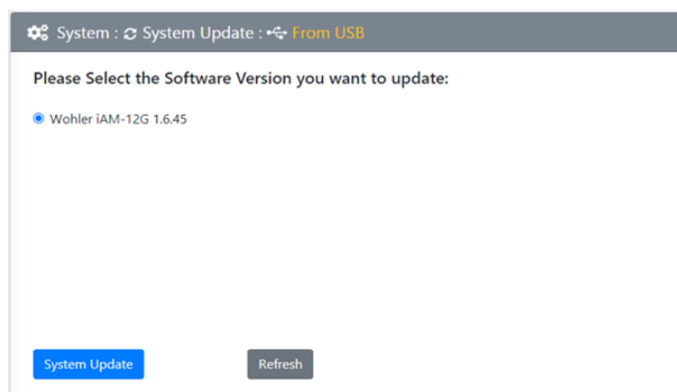 System : System Update : From USB
Please Select the Software Version you want to update:
Wohler iAM-12G 1.6.45
System Update
Refresh